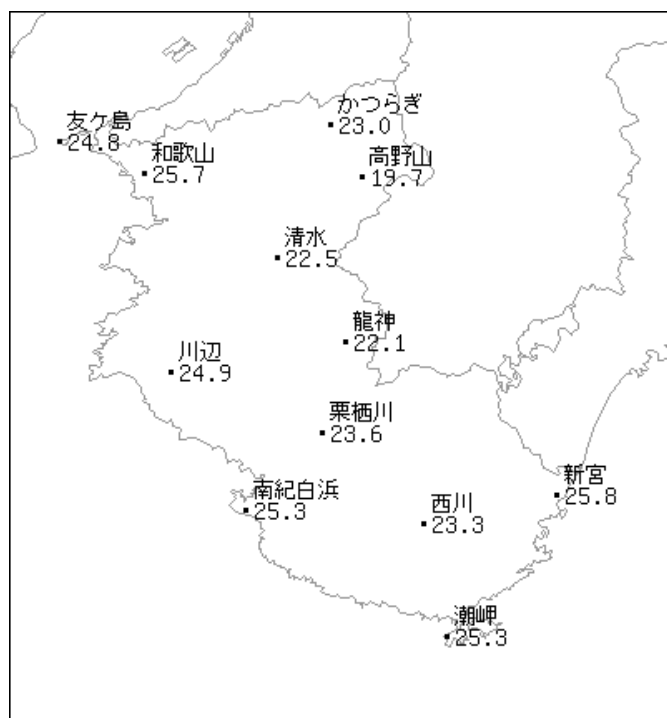 かつらぎ
23.0
友ケ島
24.8
和歌山
25.7
高野山
19.7
清水
22.5
龍神
22.1
川辺
24.9
栗栖川
23.6
南紀白浜
25.3
西川
23.3
新宮
25.8
潮岬
25.3